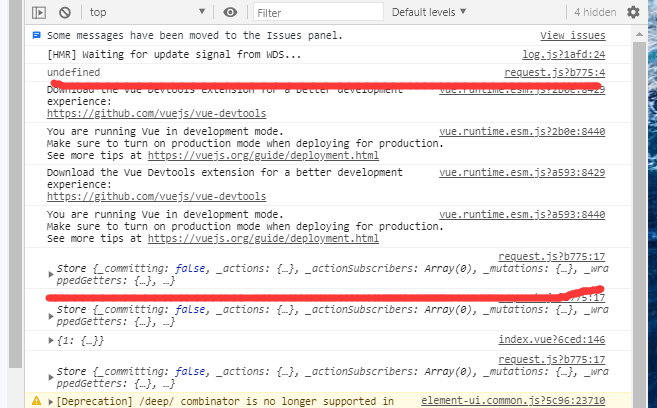 top
Filter
Default levels
4 hidden
Some messages have been moved to the Issues panel. View issues
[HMR] Waiting for update signal from WDS... log.js?1afd:24
undefined request.js?b775:4
Download the Vue Devtools extension for a better development vue.runtime.esm.js?2b0e:8429
experience:
https://github.com/vuejs/vue-devtools
You are running Vue in development mode. vue.runtime.esm.js?2b0e:8440
Make sure to turn on production mode when deploying for production.
See more tips at https://vuejs.org/guide/deployment.html
Download the Vue Devtools extension for a better development vue.runtime.esm.js?a593:8429
experience:
https://github.com/vuejs/vue-devtools
You are running Vue in development mode. vue.runtime.esm.js?a593:8440
Make sure to turn on production mode when deploying for production.
See more tips at https://vuejs.org/guide/deployment.html
request.js?b775:17
Store {_committing: false, _actions: {…}, _actionSubscribers: Array(0), _mutations: {…}, _wra
ppedGetters: {…}, …}
b775:17
Store {_committing: false, _actions: {…}, _actionSubscribers: Array(0), _mutations: {…}, _wra
ppedGetters: {…}, …}
{1: {…}} index.vue?6ced:146
request.js?b775:17
Store {_committing: false, _actions: {…}, _actionSubscribers: Array(0), _mutations: {…}, _wra
ppedGetters: {…}, …}
[Deprecation] /deep/ combinator is no longer supported in element-ui.common.js?5c96:23710